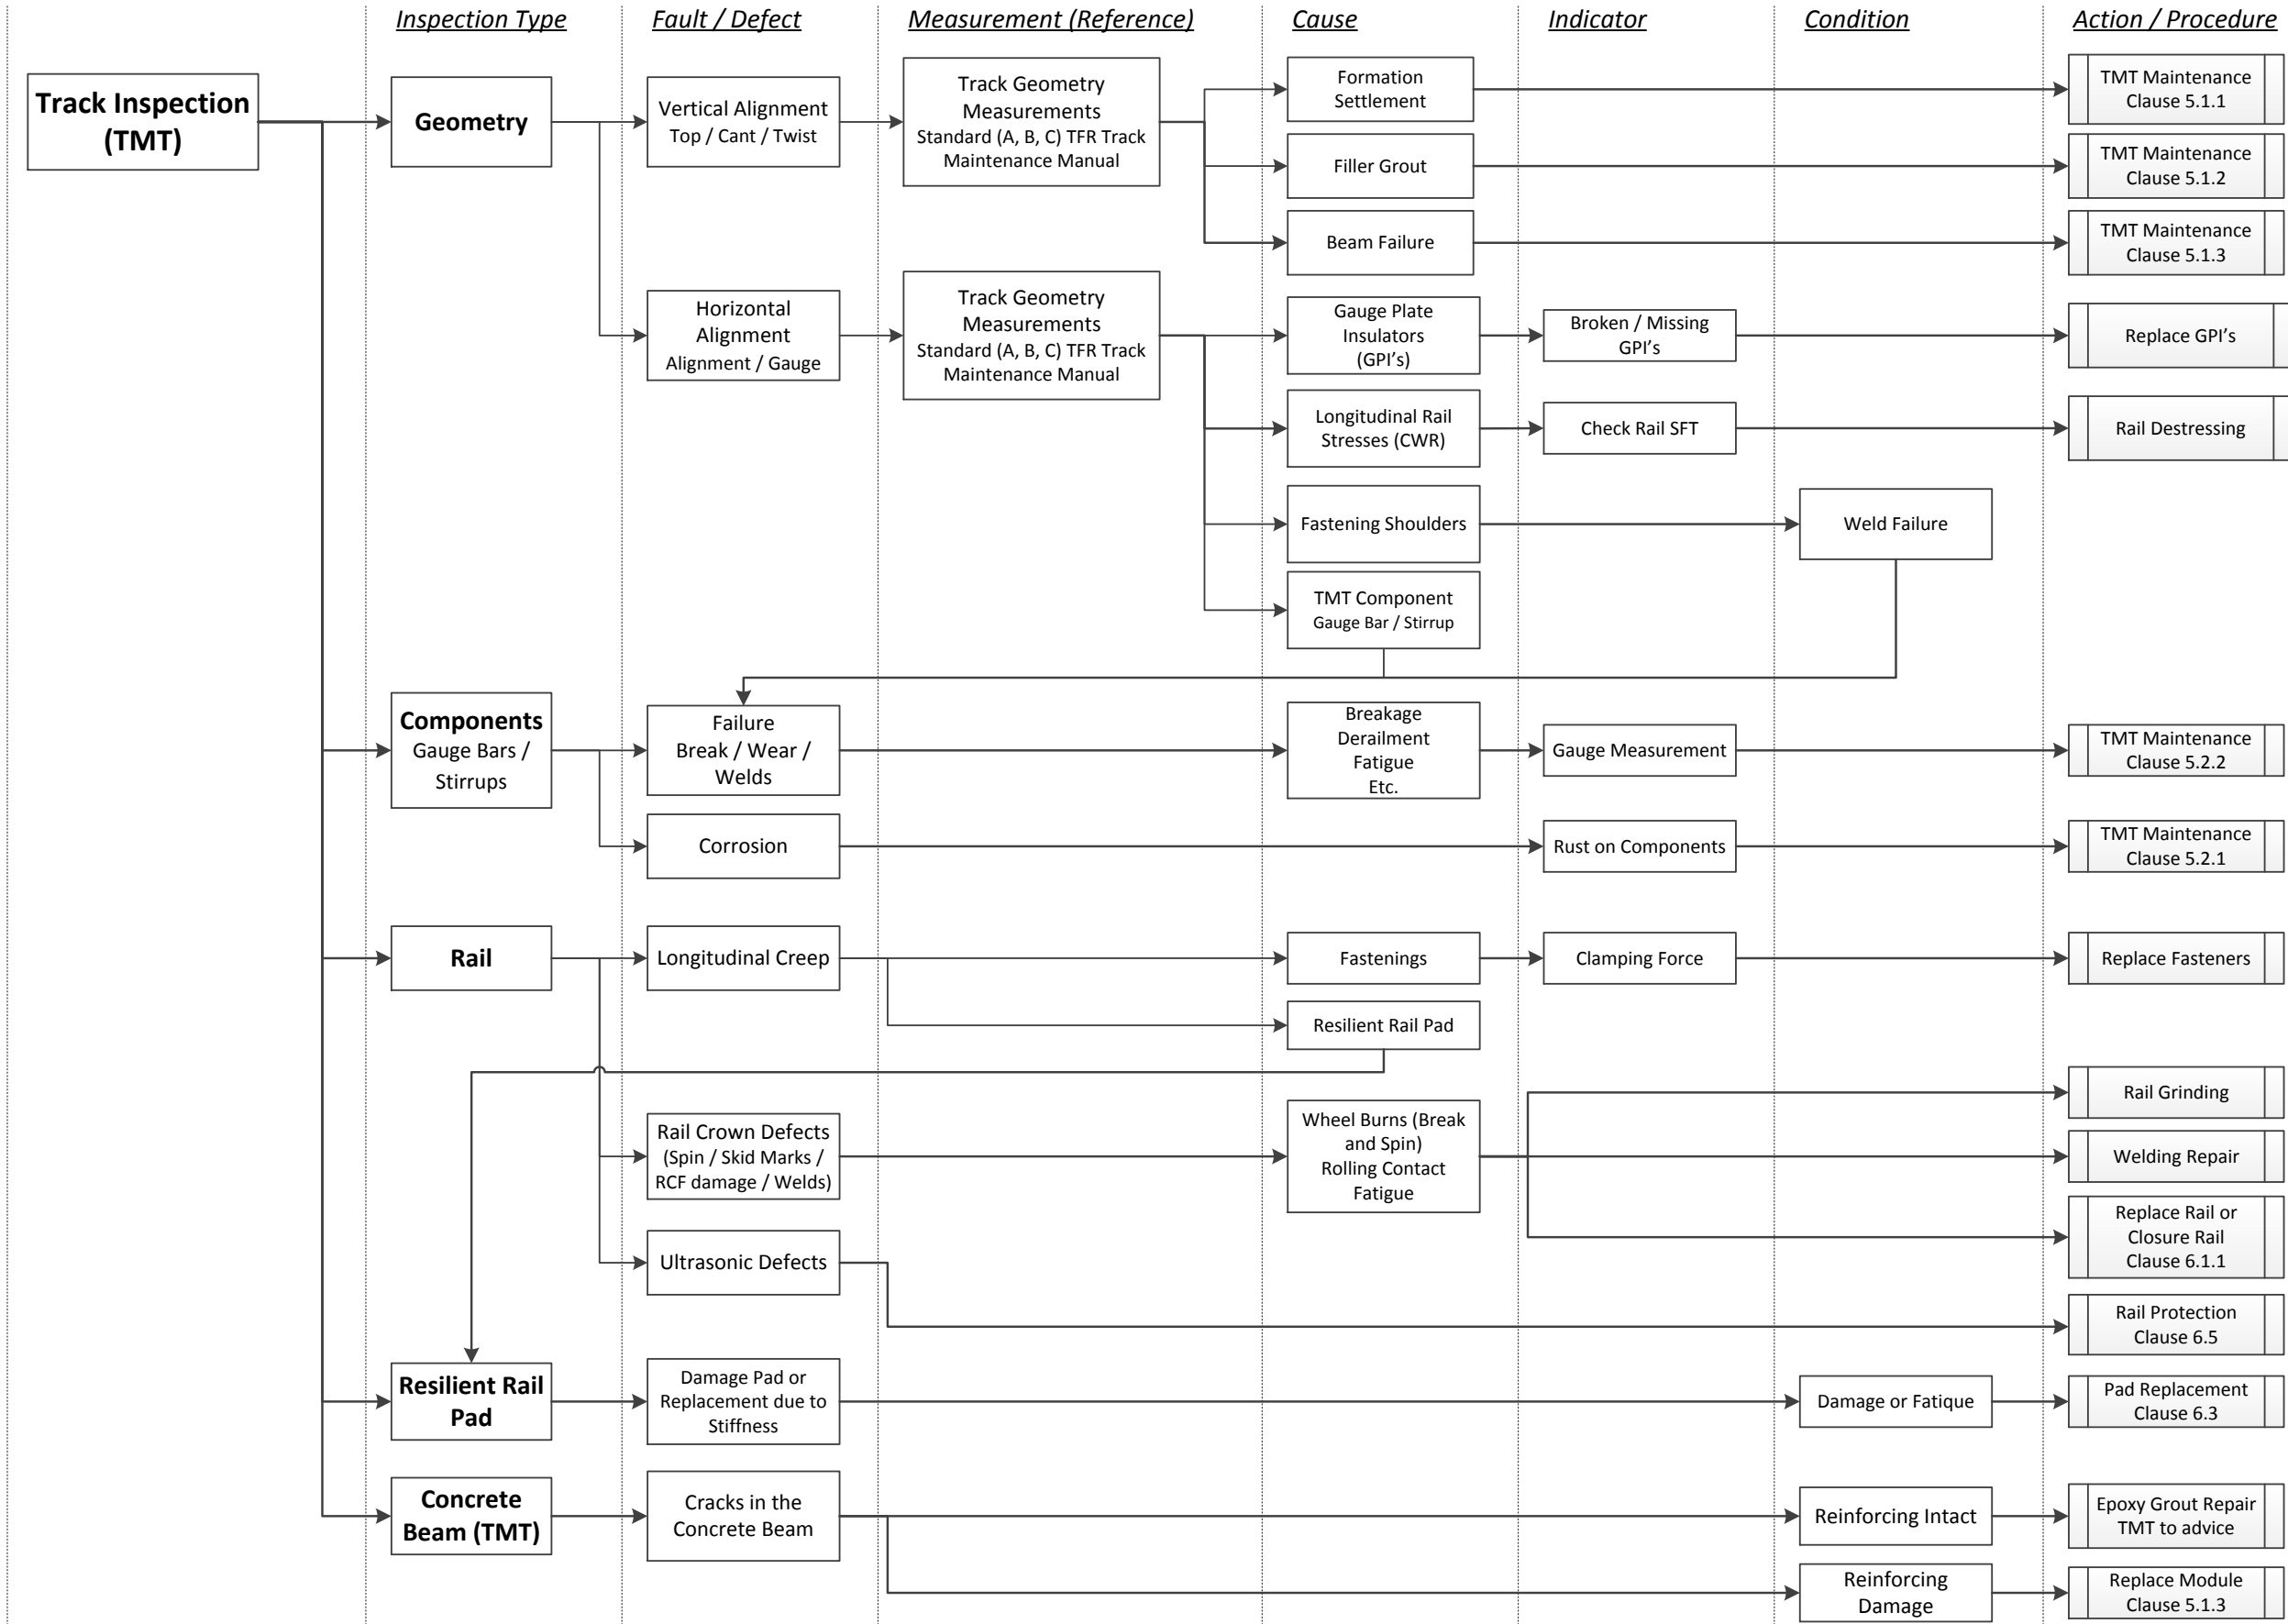 Inspection Type
Fault / Defect
Measurement (Reference)
Cause
Indicator
Condition
Action / Procedure
Track Inspection
(TMT)
Geometry
Vertical Alignment
Top / Cant / Twist
Track Geometry
Measurements
Standard (A, B, C) TFR Track
Maintenance Manual
Formation
Settlement
TMT Maintenance
Clause 5.1.1
Filler Grout
TMT Maintenance
Clause 5.1.2
Beam Failure
TMT Maintenance
Clause 5.1.3
Horizontal
Alignment
Alignment / Gauge
Track Geometry
Measurements
Standard (A, B, C) TFR Track
Maintenance Manual
Gauge Plate
Insulators
(GPI's)
Broken / Missing
GPI's
Replace GPI's
Longitudinal Rail
Stresses (CWR)
Check Rail SFT
Rail Destressing
Fastening Shoulders
Weld Failure
TMT Component
Gauge Bar / Stirrup
Components
Gauge Bars /
Stirrups
Failure
Break / Wear /
Welds
Breakage
Derailment
Fatigue
Etc.
Gauge Measurement
TMT Maintenance
Clause 5.2.2
Corrosion
Rust on Components
TMT Maintenance
Clause 5.2.1
Rail
Longitudinal Creep
Fastenings
Clamping Force
Replace Fasteners
Resilient Rail Pad
Rail Crown Defects
(Spin / Skid Marks /
RCF damage / Welds)
Wheel Burns (Break
and Spin)
Rolling Contact
Fatigue
Rail Grinding
Welding Repair
Replace Rail or
Closure Rail
Clause 6.1.1
Ultrasonic Defects
Rail Protection
Clause 6.5
Resilient Rail
Pad
Damage Pad or
Replacement due to
Stiffness
Damage or Fatique
Pad Replacement
Clause 6.3
Concrete
Beam (TMT)
Cracks in the
Concrete Beam
Reinforcing Intact
Epoxy Grout Repair
TMT to advice
Reinforcing
Damage
Replace Module
Clause 5.1.3